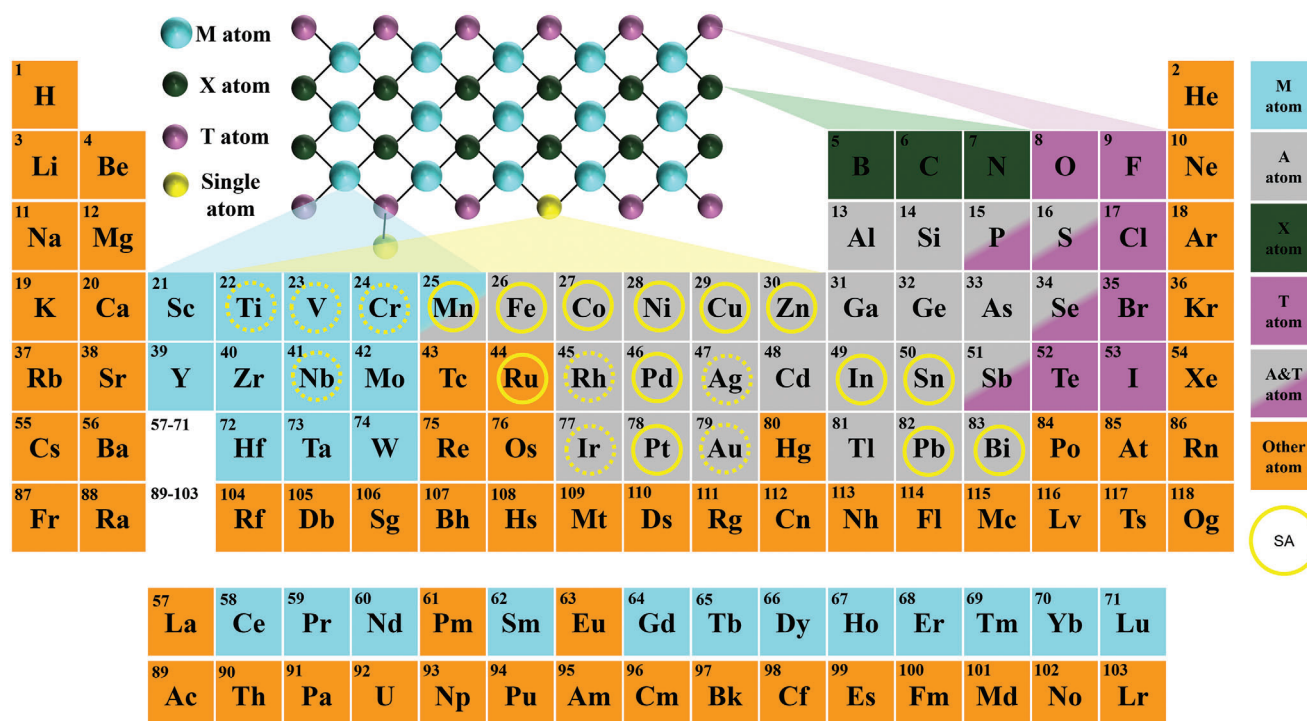 M atom
X atom
T atom
Single
atom
1
H
2
He
M
atom
3
Li
4
Be
5
B
6
C
7
N
8
O
9
F
10
Ne
A
atom
11
Na
12
Mg
13
Al
14
Si
15
P
16
S
17
Cl
18
Ar
X
atom
19
K
20
Ca
21
Sc
22
Ti
23
V
24
Cr
25
Mn
26
Fe
27
Co
28
Ni
29
Cu
30
Zn
31
Ga
32
Ge
33
As
34
Se
35
Br
36
Kr
T
atom
37
Rb
38
Sr
39
Y
40
Zr
41
Nb
42
Mo
43
Tc
44
Ru
45
Rh
46
Pd
47
Ag
48
Cd
49
In
50
Sn
51
Sb
52
Te
53
I
54
Xe
A&T
atom
55
Cs
56
Ba
57-71
72
Hf
73
Ta
74
W
75
Re
76
Os
77
Ir
78
Pt
79
Au
80
Hg
81
Tl
82
Pb
83
Bi
84
Po
85
At
86
Rn
Other
atom
87
Fr
88
Ra
89-103
104
Rf
105
Db
106
Sg
107
Bh
108
Hs
109
Mt
110
Ds
111
Rg
112
Cn
113
Nh
114
Fl
115
Mc
116
Lv
117
Ts
118
Og
SA
57
La
58
Ce
59
Pr
60
Nd
61
Pm
62
Sm
63
Eu
64
Gd
65
Tb
66
Dy
67
Ho
68
Er
69
Tm
70
Yb
71
Lu
89
Ac
90
Th
91
Pa
92
U
93
Np
94
Pu
95
Am
96
Cm
97
Bk
98
Cf
99
Es
100
Fm
101
Md
102
No
103
Lr